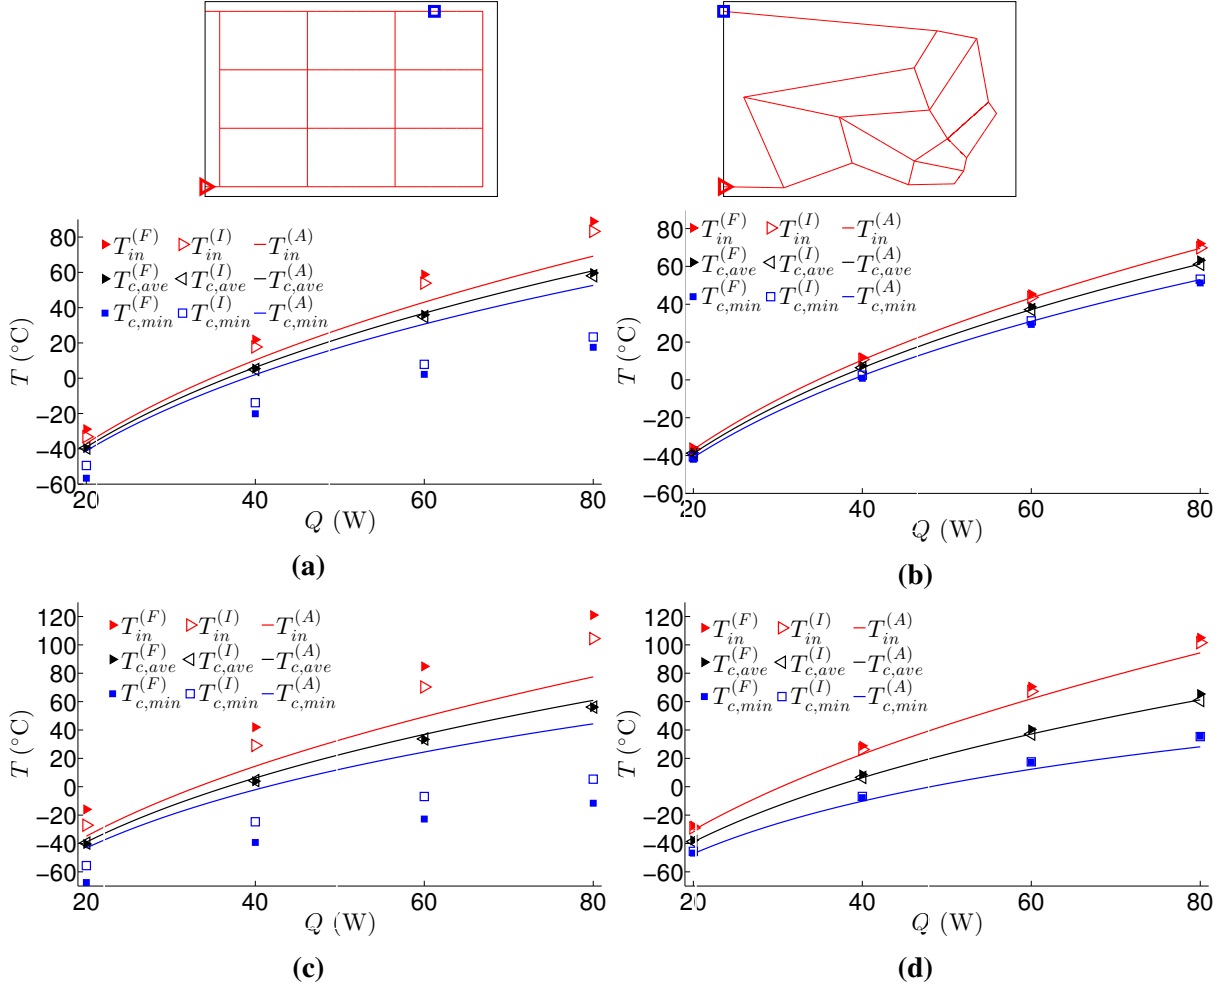 80
60
40
20
0
−20
−40
−60
T (°C)
T_in^(F) T_in^(I) T_in^(A)
T_c,ave^(F) T_c,ave^(I) T_c,ave^(A)
T_c,min^(F) T_c,min^(I) T_c,min^(A)
20 40 60 80
Q (W)
(a)
80
60
40
20
0
−20
−40
−60
T (°C)
T_in^(F) T_in^(I) T_in^(A)
T_c,ave^(F) T_c,ave^(I) T_c,ave^(A)
T_c,min^(F) T_c,min^(I) T_c,min^(A)
20 40 60 80
Q (W)
(b)
120
100
80
60
40
20
0
−20
−40
−60
T (°C)
T_in^(F) T_in^(I) T_in^(A)
T_c,ave^(F) T_c,ave^(I) T_c,ave^(A)
T_c,min^(F) T_c,min^(I) T_c,min^(A)
20 40 60 80
Q (W)
(c)
120
100
80
60
40
20
0
−20
−40
−60
T (°C)
T_in^(F) T_in^(I) T_in^(A)
T_c,ave^(F) T_c,ave^(I) T_c,ave^(A)
T_c,min^(F) T_c,min^(I) T_c,min^(A)
20 40 60 80
Q (W)
(d)